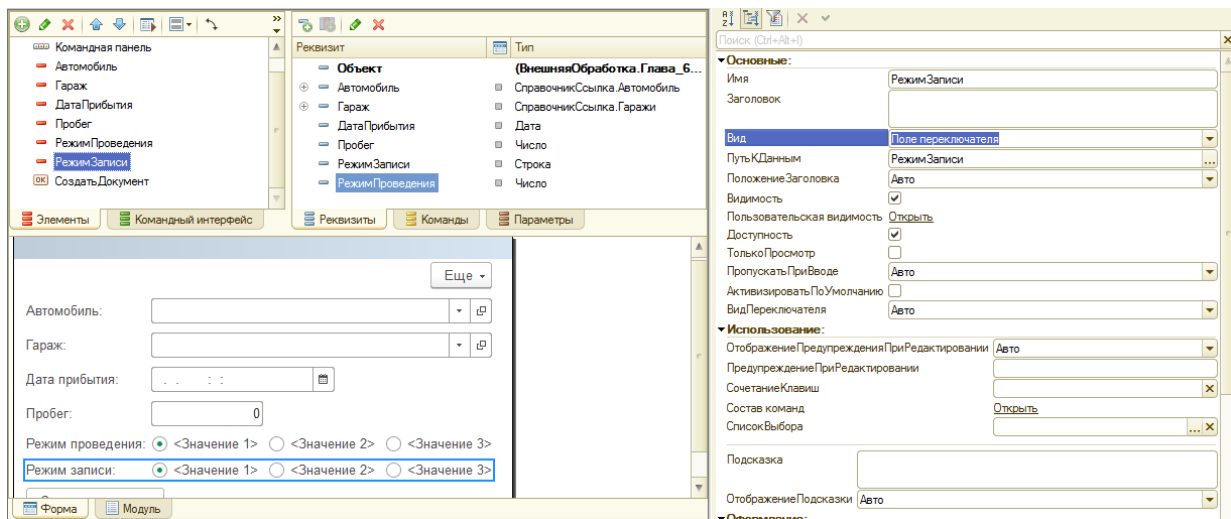 Командная панель
Автомобиль
Гараж
ДатаПрибытия
Пробег
РежимПроведения
РежимЗаписи
OK СоздатьДокумент
Элементы Командный интерфейс
Реквизит Тип
Объект (ВнешняяОбработка.Глава_6...
Автомобиль СправочникСсылка.Автомобиль
Гараж СправочникСсылка.Гаражи
ДатаПрибытия Дата
Пробег Число
РежимЗаписи Строка
РежимПроведения Число
Реквизиты Команды Параметры
Еще
Автомобиль:
Гараж:
Дата прибытия: . . : :
Пробег: 0
Режим проведения: <Значение 1> <Значение 2> <Значение 3>
Режим записи: <Значение 1> <Значение 2> <Значение 3>
Форма Модуль
Поиск (Ctrl+Alt+I)
Основные:
Имя РежимЗаписи
Заголовок
Вид Поле переключателя
ПутьКДанным РежимЗаписи ...
ПоложениеЗаголовка Авто
Видимость
Пользовательская видимость Открыть
Доступность
ТолькоПросмотр
ПропускатьПриВводе Авто
АктивизироватьПоУмолчанию
ВидПереключателя Авто
Использование:
ОтображениеПредупрежденияПриРедактировании Авто
ПредупреждениеПриРедактировании
СочетаниеКлавиш
Состав команд Открыть
СписокВыбора ...
Подсказка
ОтображениеПодсказки Авто
Оформление: